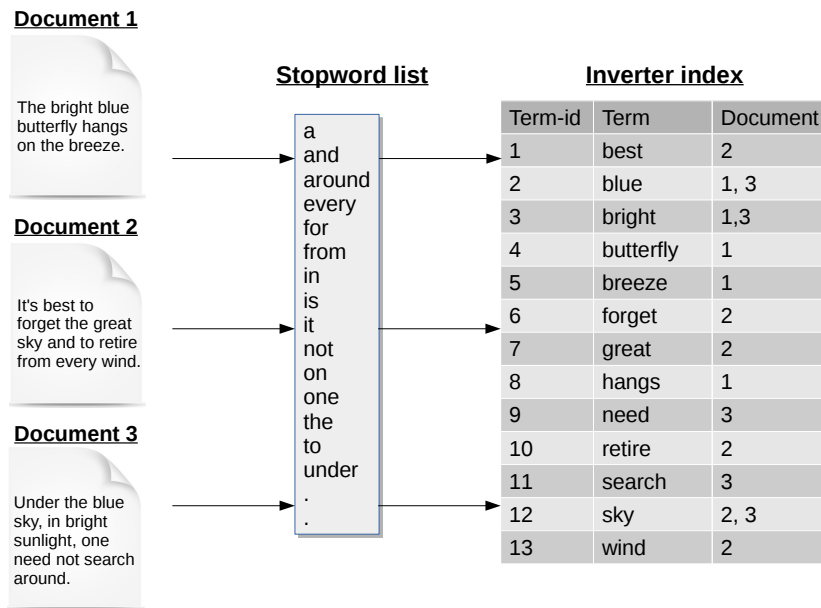 Document 1
The bright blue
butterfly hangs
on the breeze.
Document 2
It's best to
forget the great
sky and to retire
from every wind.
Document 3
Under the blue
sky, in bright
sunlight, one
need not search
around.
Stopword list
a
and
around
every
for
from
in
is
it
not
on
one
the
to
under
.
.
Inverter index
Term-id Term Document
1 best 2
2 blue 1, 3
3 bright 1,3
4 butterfly 1
5 breeze 1
6 forget 2
7 great 2
8 hangs 1
9 need 3
10 retire 2
11 search 3
12 sky 2, 3
13 wind 2